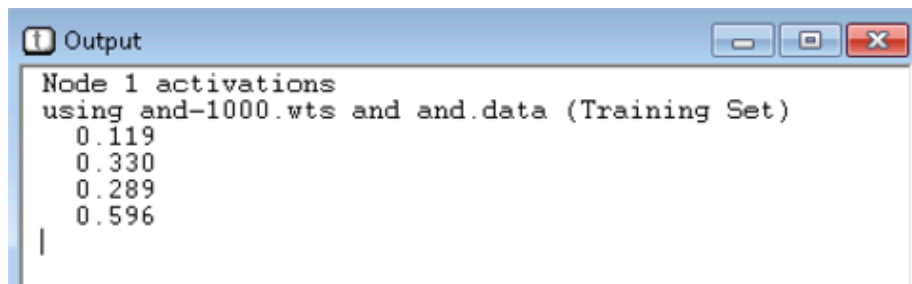 Output
Node 1 activations
using and-1000.wts and and.data (Training Set)
0.119
0.330
0.289
0.596